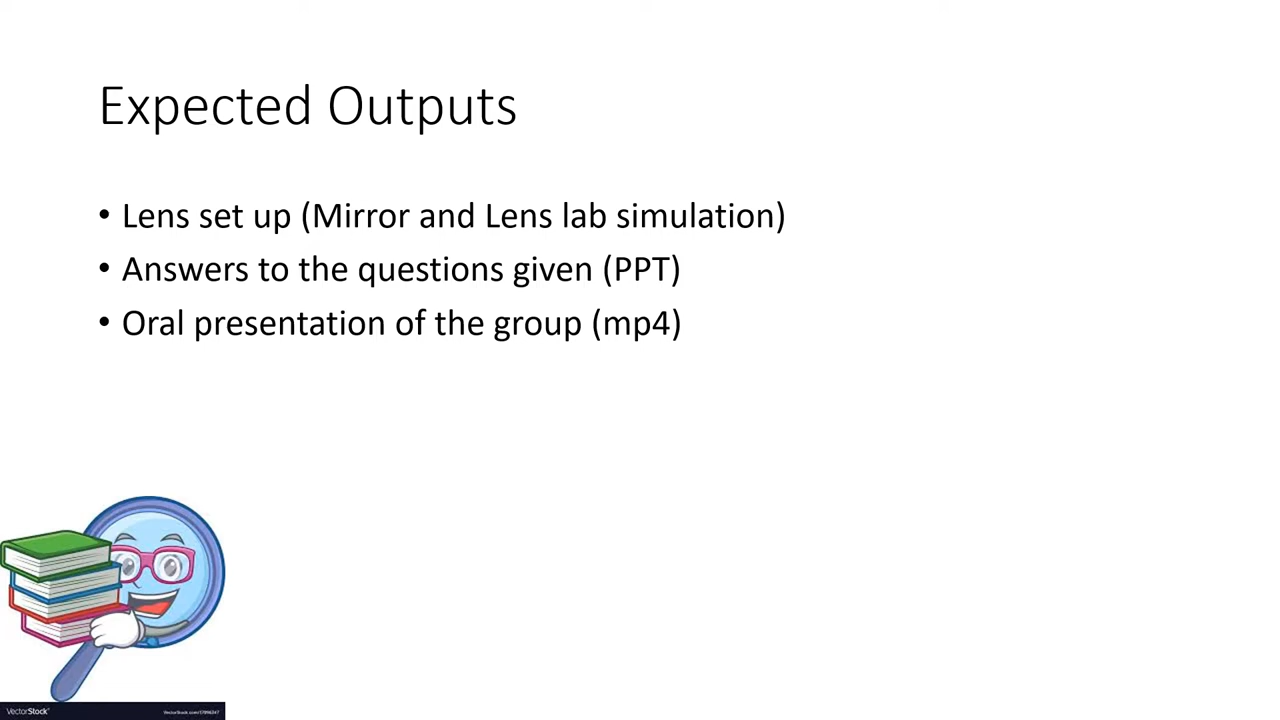 Expected Outputs
• Lens set up (Mirror and Lens lab simulation)
• Answers to the questions given (PPT)
• Oral presentation of the group (mp4)
VectorStock®